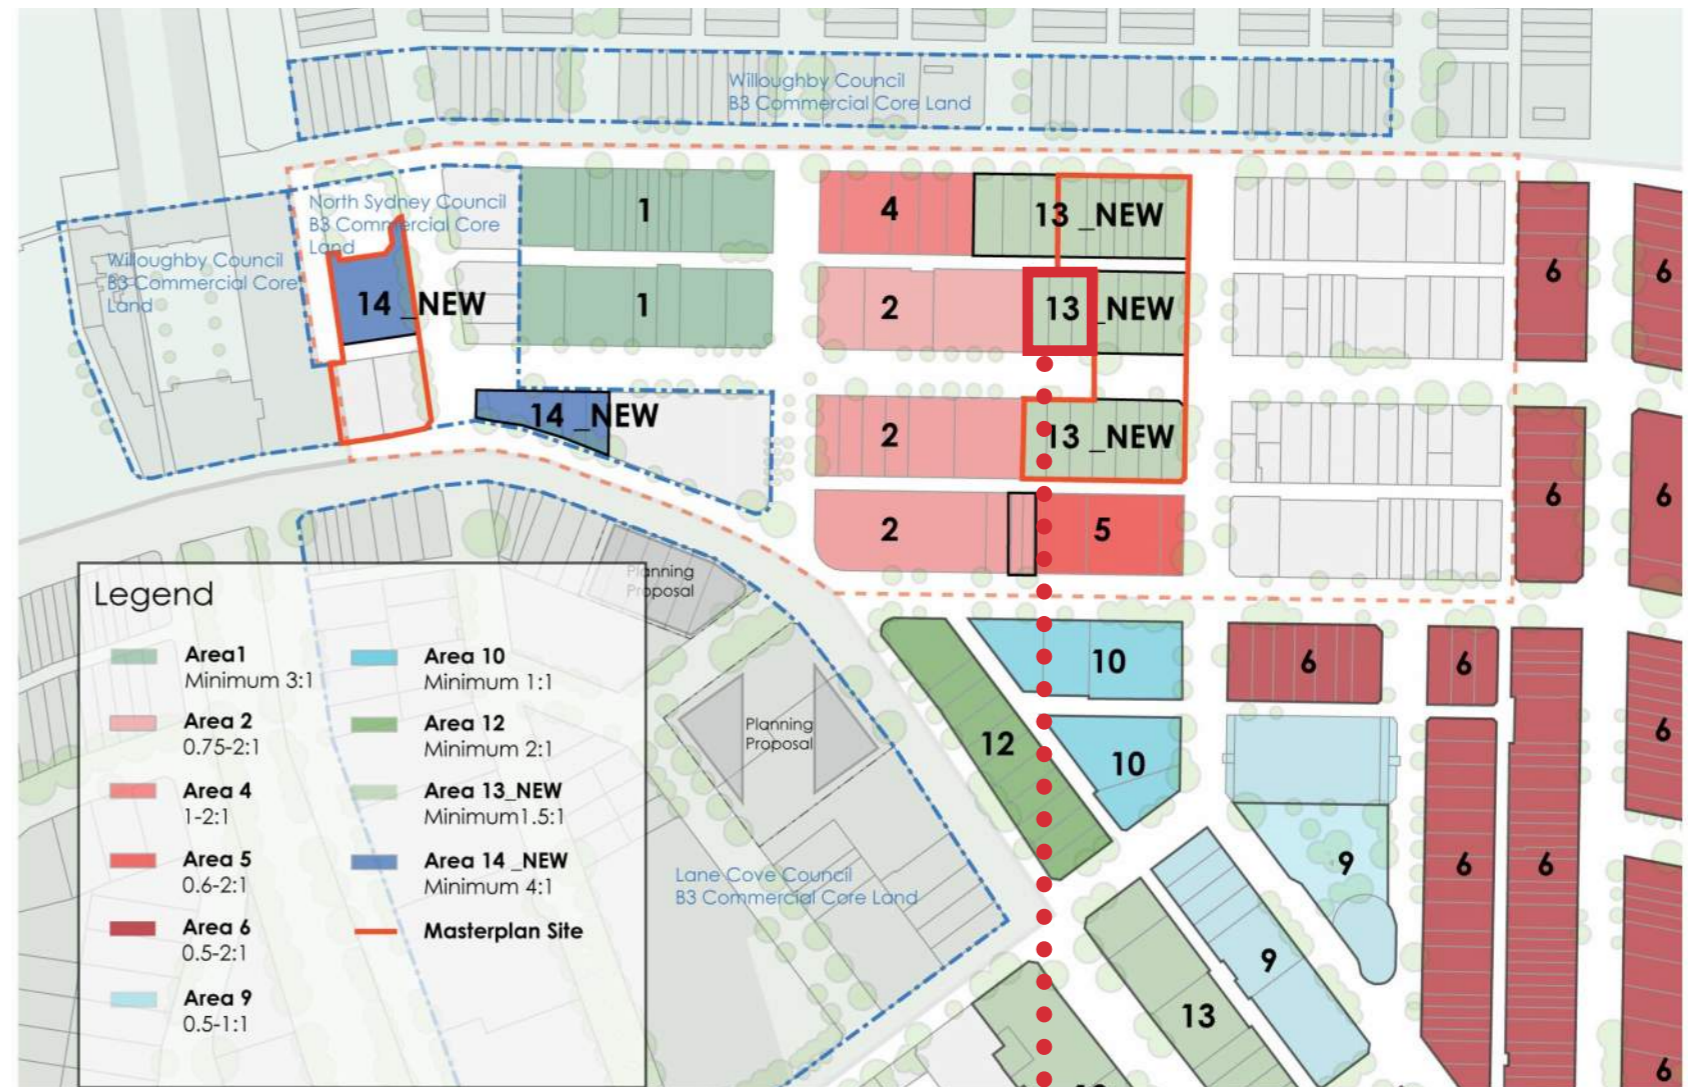 Willoughby Council
B3 Commercial Core Land
North Sydney Council
B3 Commercial Core
Land
Willoughby Council
B3 Commercial Core
Land
1
4
13 _NEW
6
6
14 _NEW
1
2
13 _NEW
14 _NEW
2
13 _NEW
6
6
2
5
Planning
Proposal
10
6
6
6
12
10
Planning
Proposal
9
6
6
Lane Cove Council
B3 Commercial Core Land
9
13
6
Legend
Area1
Minimum 3:1
Area 2
0.75-2:1
Area 4
1-2:1
Area 5
0.6-2:1
Area 6
0.5-2:1
Area 9
0.5-1:1
Area 10
Minimum 1:1
Area 12
Minimum 2:1
Area 13_NEW
Minimum1.5:1
Area 14 _NEW
Minimum 4:1
Masterplan Site